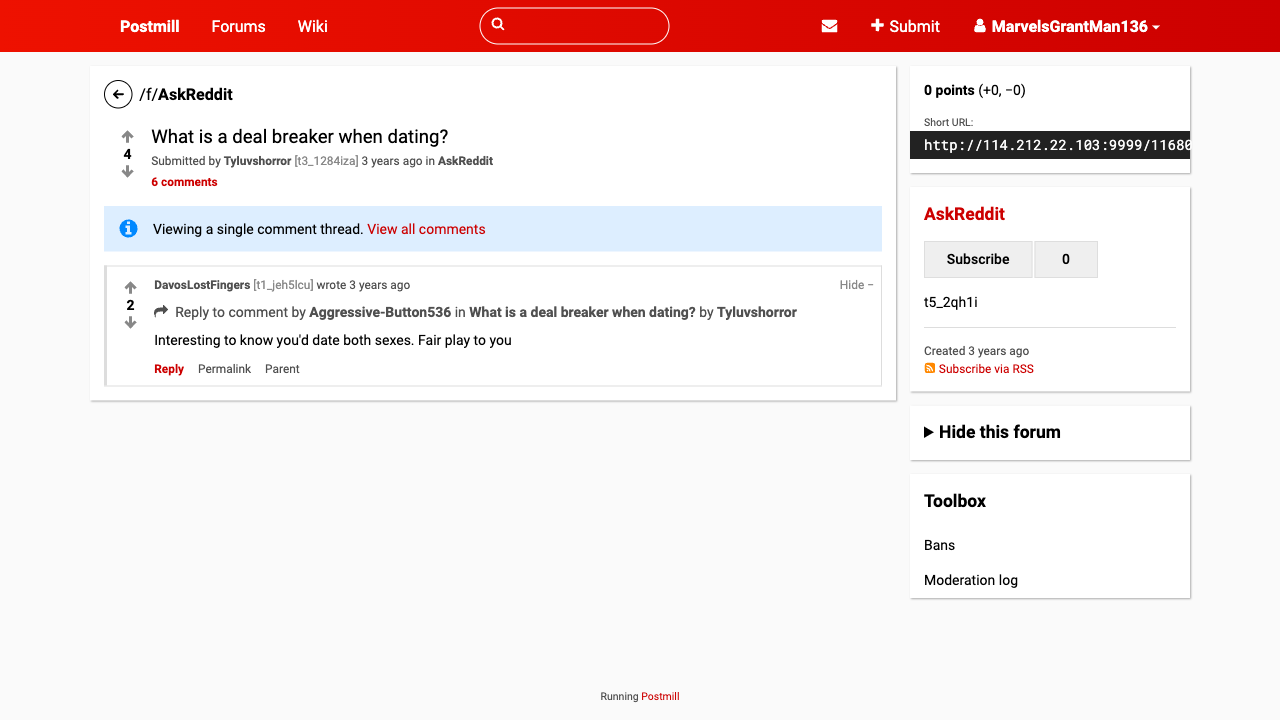 Postmill Forums Wiki Submit MarvelsGrantMan136
/f/AskReddit
4
What is a deal breaker when dating?
Submitted by Tyluvshorror [t3_1284iza] 3 years ago in AskReddit
6 comments
Viewing a single comment thread. View all comments
2
DavosLostFingers [t1_jeh5lcu] wrote 3 years ago Hide −
Reply to comment by Aggressive-Button536 in What is a deal breaker when dating? by Tyluvshorror
Interesting to know you'd date both sexes. Fair play to you
Reply Permalink Parent
0 points (+0, −0)
Short URL:
http://114.212.22.103:9999/11680
AskReddit
Subscribe 0
t5_2qh1i
Created 3 years ago
Subscribe via RSS
Hide this forum
Toolbox
Bans
Moderation log
Running Postmill